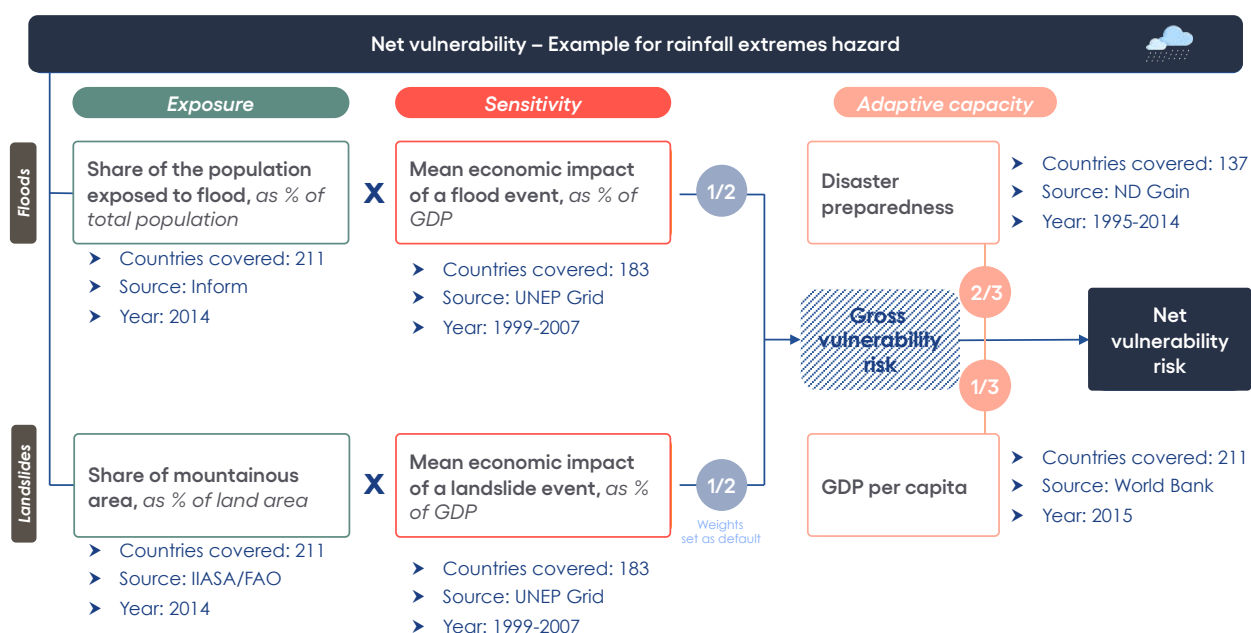 Net vulnerability – Example for rainfall extremes hazard
Exposure
Sensitivity
Adaptive capacity
Floods
Share of the population
exposed to flood, as % of
total population
X
Mean economic impact
of a flood event, as % of
GDP
1/2
Disaster
preparedness
➤ Countries covered: 137
➤ Source: ND Gain
➤ Year: 1995-2014
➤ Countries covered: 211
➤ Source: Inform
➤ Year: 2014
➤ Countries covered: 183
➤ Source: UNEP Grid
➤ Year: 1999-2007
2/3
Gross
vulnerability
risk
Net
vulnerability
risk
1/3
Landslides
Share of mountainous
area, as % of land area
X
Mean economic impact
of a landslide event, as %
of GDP
1/2
Weights
set as default
GDP per capita
➤ Countries covered: 211
➤ Source: World Bank
➤ Year: 2015
➤ Countries covered: 211
➤ Source: IIASA/FAO
➤ Year: 2014
➤ Countries covered: 183
➤ Source: UNEP Grid
➤ Year: 1999-2007